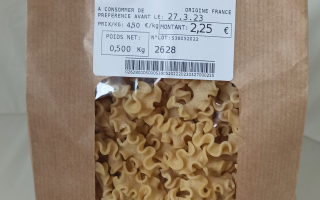 A CONSOMMER DE
PREFERENCE AVANT LE: 27.3.23
ORIGINE FRANCE
PRIX/KG: 4,50 €/kg MONTANT: 2,25 €
POIDS NET: N°LOT:
0,500 Kg 2628